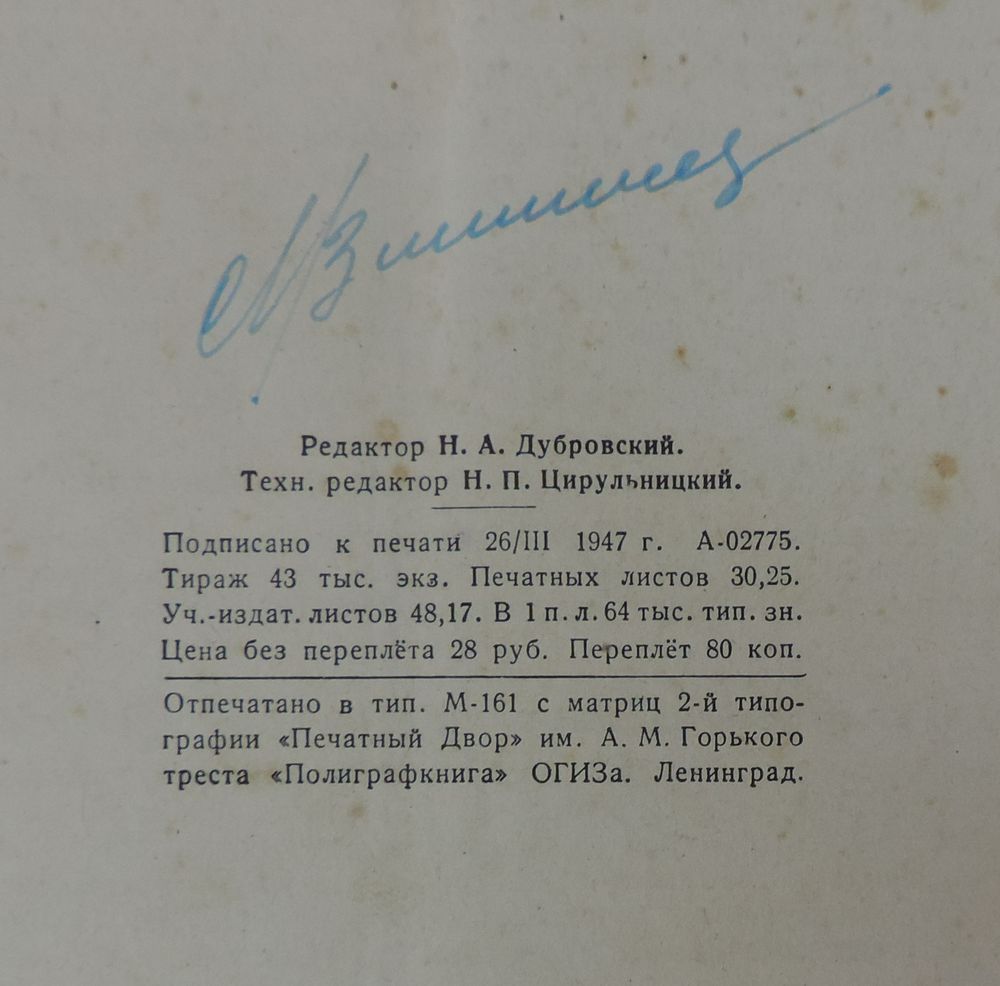 Редактор Н. А. Дубровский.
Техн. редактор Н. П. Цирульницкий.
Подписано к печати 26/III 1947 г. А-02775.
Тираж 43 тыс. экз. Печатных листов 30,25.
Уч.-издат. листов 48,17. В 1 п. л. 64 тыс. тип. зн.
Цена без переплёта 28 руб. Переплёт 80 коп.
Отпечатано в тип. М-161 с матриц 2-й типо-
графии «Печатный Двор» им. А. М. Горького
треста «Полиграфкнига» ОГИЗа. Ленинград.